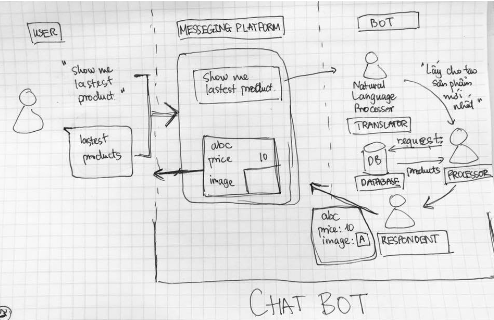 USER
MESSEGING PLATFORM
BOT
"show me
lastest
product"
Show me
lastest product
Natural
Language
Processor
TRANSLATOR
"Lấy cho tao
sản phẩm
mới
nhất"
lastest
products
abc
price 10
image
request
DB
products
DATABASE
PROCESSOR
abc
price: 10
image: A
RESPONDENT
CHAT BOT